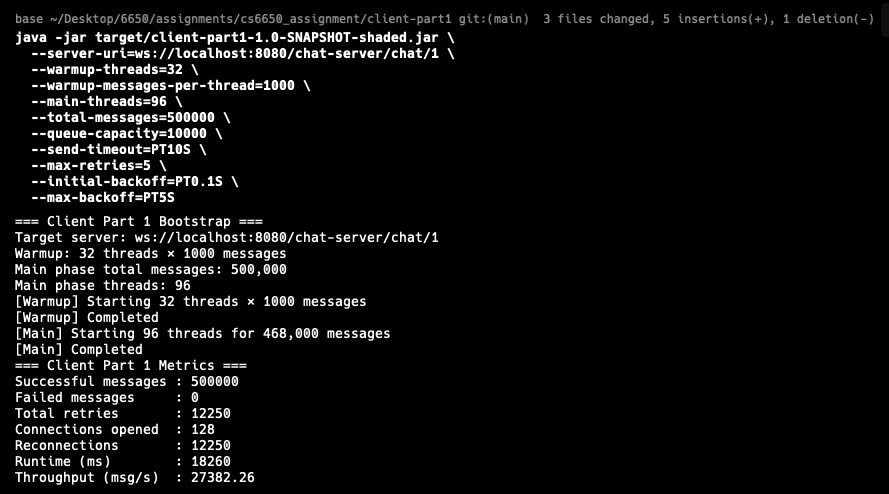 base ~/Desktop/6650/assignments/cs6650_assignment/client-part1 git:(main)  3 files changed, 5 insertions(+), 1 deletion(-)
java -jar target/client-part1-1.0-SNAPSHOT-shaded.jar \
  --server-uri=ws://localhost:8080/chat-server/chat/1 \
  --warmup-threads=32 \
  --warmup-messages-per-thread=1000 \
  --main-threads=96 \
  --total-messages=500000 \
  --queue-capacity=10000 \
  --send-timeout=PT10S \
  --max-retries=5 \
  --initial-backoff=PT0.1S \
  --max-backoff=PT5S
=== Client Part 1 Bootstrap ===
Target server: ws://localhost:8080/chat-server/chat/1
Warmup: 32 threads × 1000 messages
Main phase total messages: 500,000
Main phase threads: 96
[Warmup] Starting 32 threads × 1000 messages
[Warmup] Completed
[Main] Starting 96 threads for 468,000 messages
[Main] Completed
=== Client Part 1 Metrics ===
Successful messages : 500000
Failed messages     : 0
Total retries       : 12250
Connections opened  : 128
Reconnections       : 12250
Runtime (ms)        : 18260
Throughput (msg/s)  : 27382.26